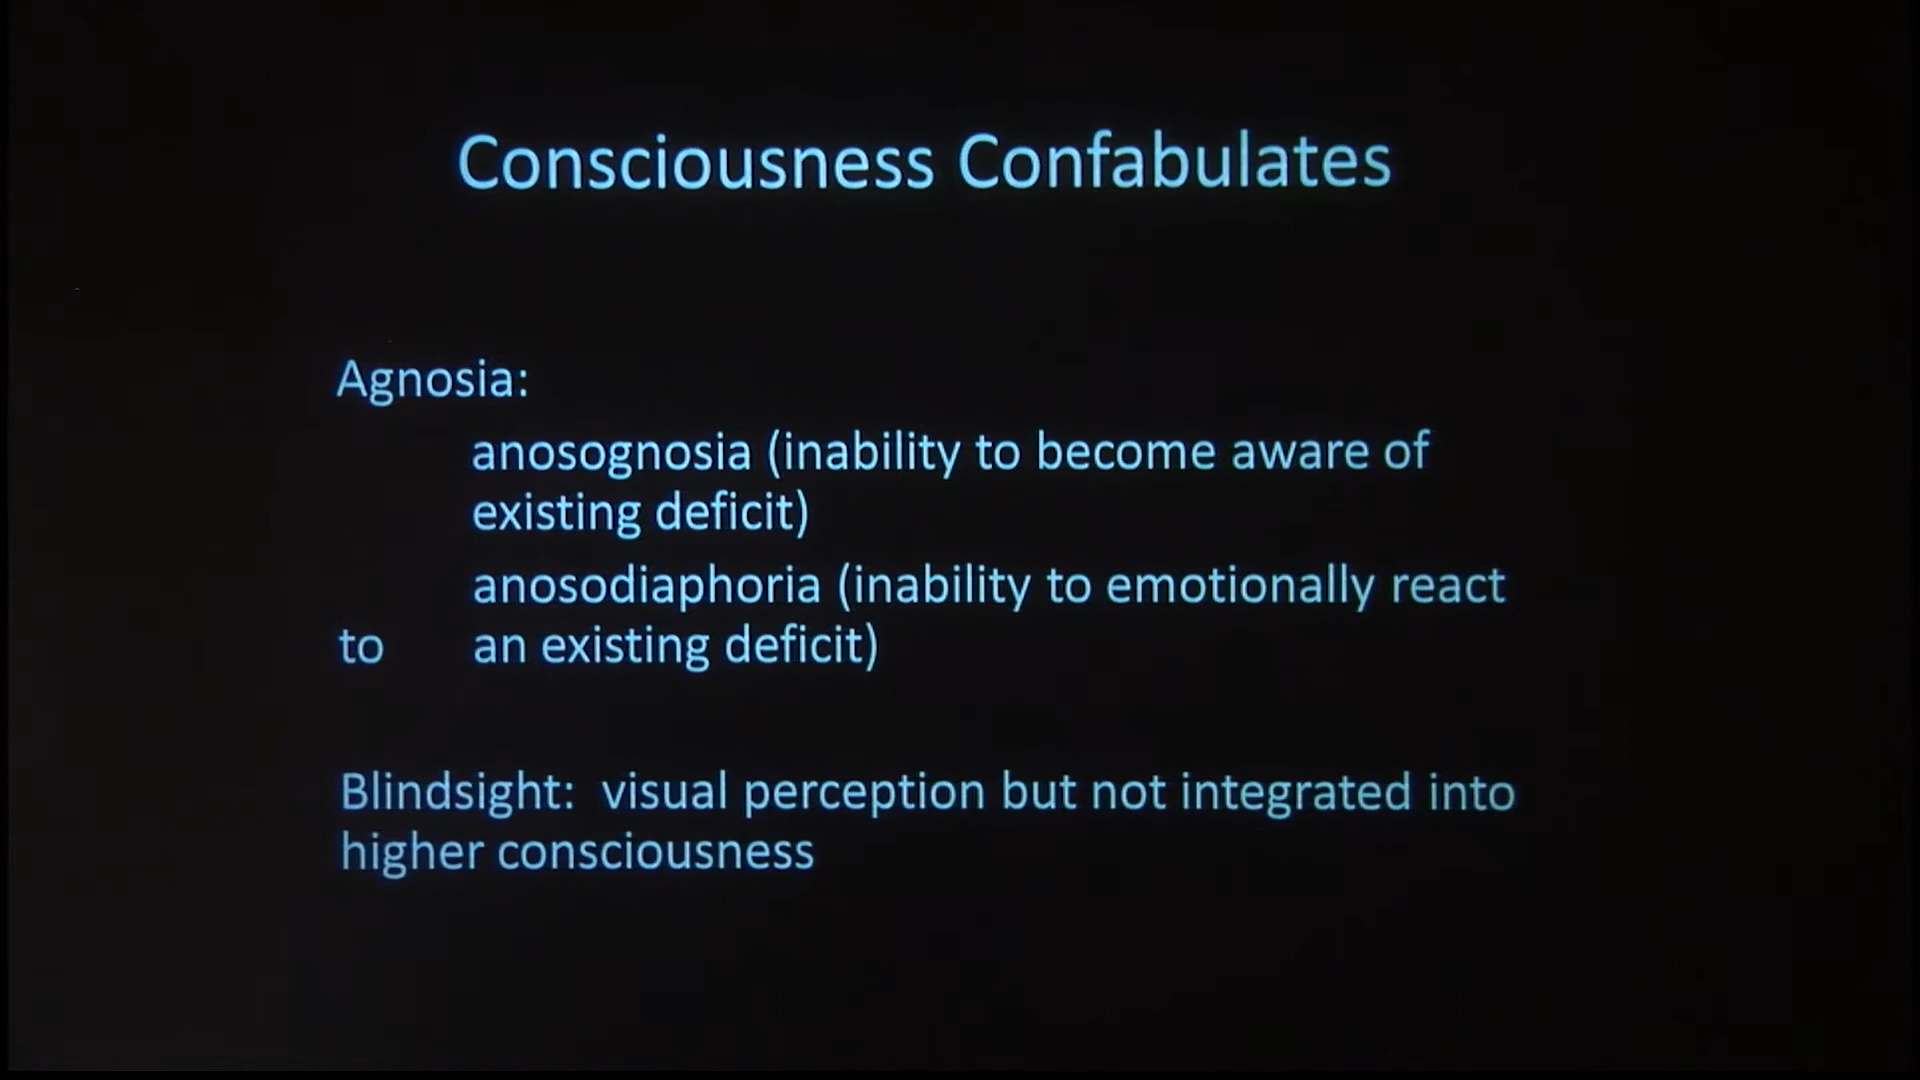 Consciousness Confabulates
Agnosia:
anosognosia (inability to become aware of
existing deficit)
anosodiaphoria (inability to emotionally react
to an existing deficit)
Blindsight: visual perception but not integrated into
higher consciousness